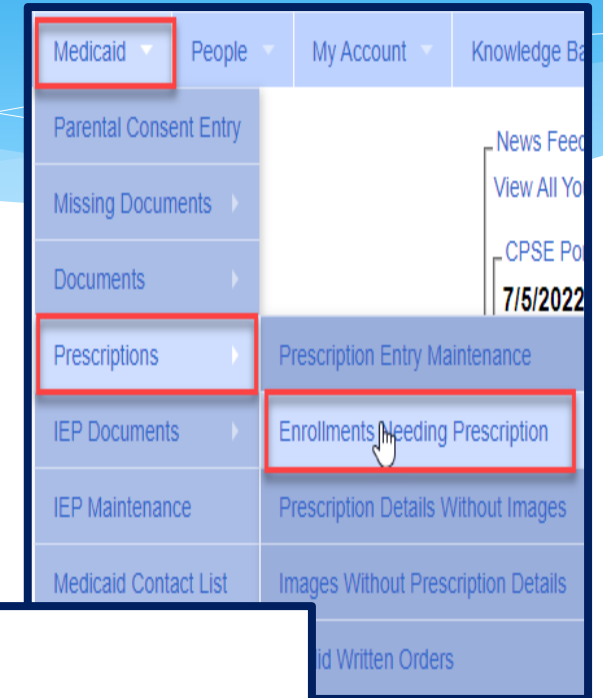 Medicaid People My Account Knowledge
Parental Consent Entry
News
View All
Missing Documents
CPSE
7/5/2022
Documents
Prescriptions Prescription Entry Maintenance
IEP Documents Enrollments Needing Prescription
IEP Maintenance Prescription Details Without Images
Medicaid Contact List Images Without Prescription Details
Written Orders